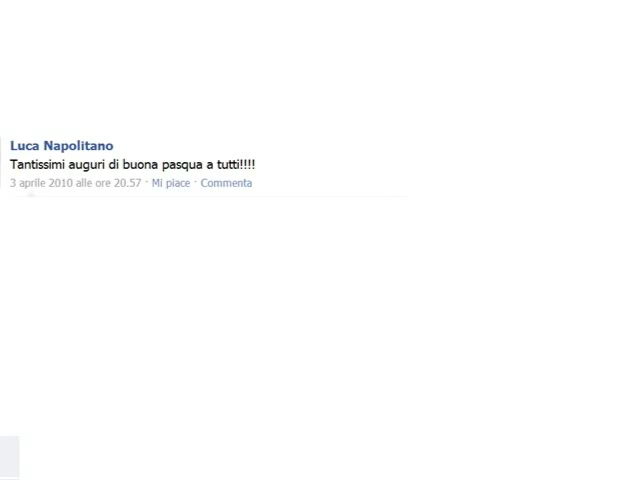 Luca Napolitano
Tantissimi auguri di buona pasqua a tutti!!!!
3 aprile 2010 alle ore 20.57 · Mi piace · Commenta